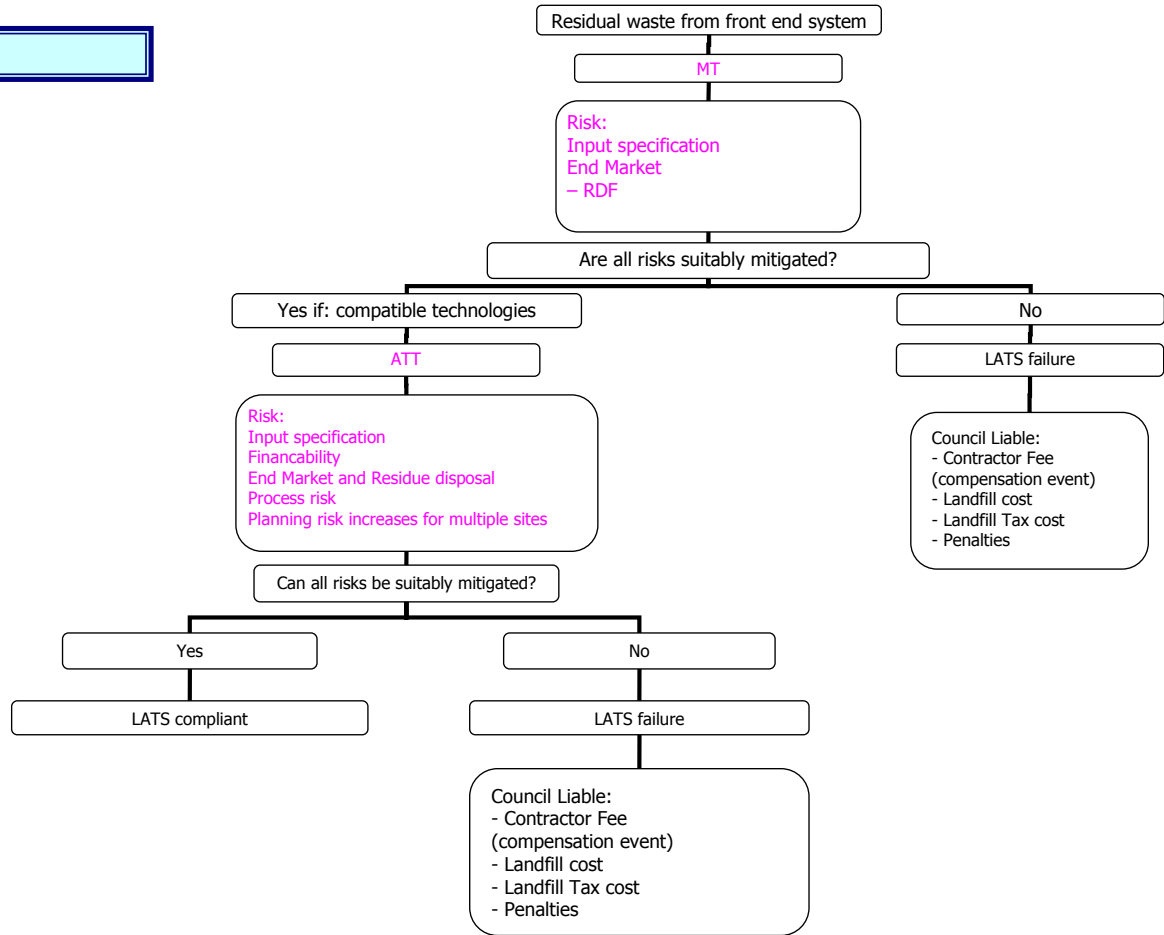 Residual waste from front end system
MT
Risk:
Input specification
End Market
– RDF
Are all risks suitably mitigated?
Yes if: compatible technologies
No
ATT
LATS failure
Risk:
Input specification
Financability
End Market and Residue disposal
Process risk
Planning risk increases for multiple sites
Council Liable:
- Contractor Fee
(compensation event)
- Landfill cost
- Landfill Tax cost
- Penalties
Can all risks be suitably mitigated?
Yes
No
LATS compliant
LATS failure
Council Liable:
- Contractor Fee
(compensation event)
- Landfill cost
- Landfill Tax cost
- Penalties